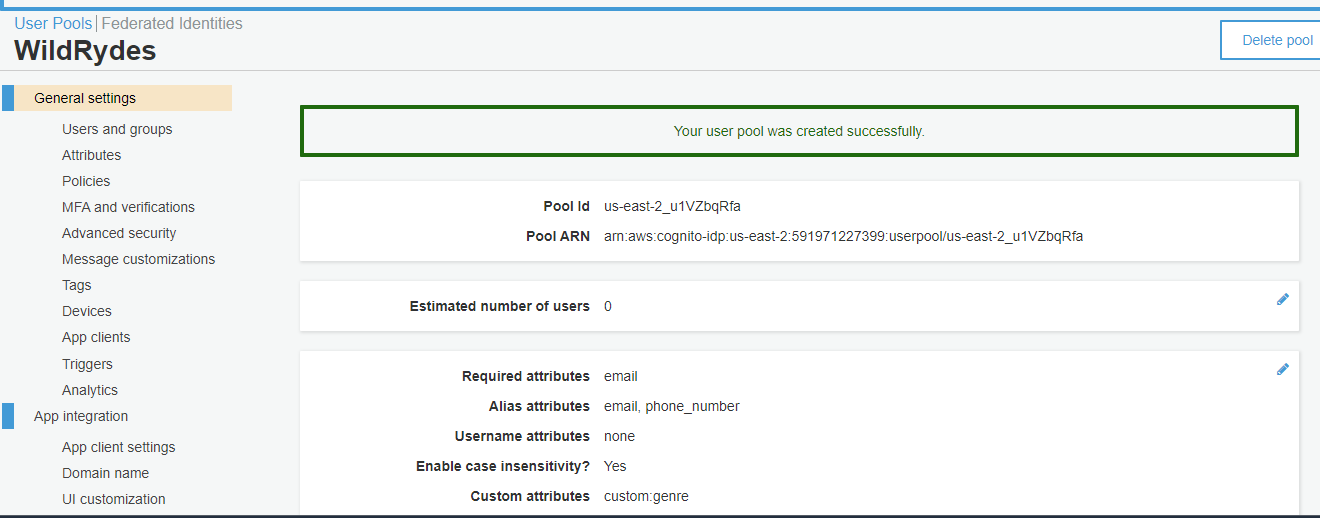 User Pools | Federated Identities
WildRydes
Delete pool
General settings
Users and groups
Attributes
Policies
MFA and verifications
Advanced security
Message customizations
Tags
Devices
App clients
Triggers
Analytics
App integration
App client settings
Domain name
UI customization
Your user pool was created successfully.
Pool Id us-east-2_u1VZbqRfa
Pool ARN arn:aws:cognito-idp:us-east-2:591971227399:userpool/us-east-2_u1VZbqRfa
Estimated number of users 0
Required attributes email
Alias attributes email, phone_number
Username attributes none
Enable case insensitivity? Yes
Custom attributes custom:genre